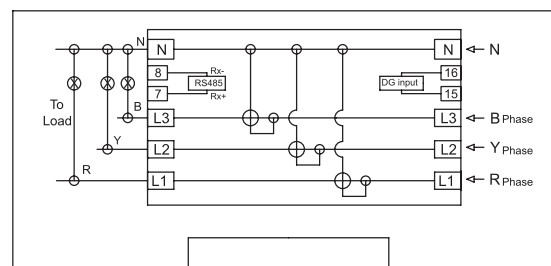 N N N N
8 Rx- RS485 DG input 16
7 Rx+ 15
To
Load
B L3 L3 B Phase
Y L2 L2 Y Phase
R L1 L1 R Phase